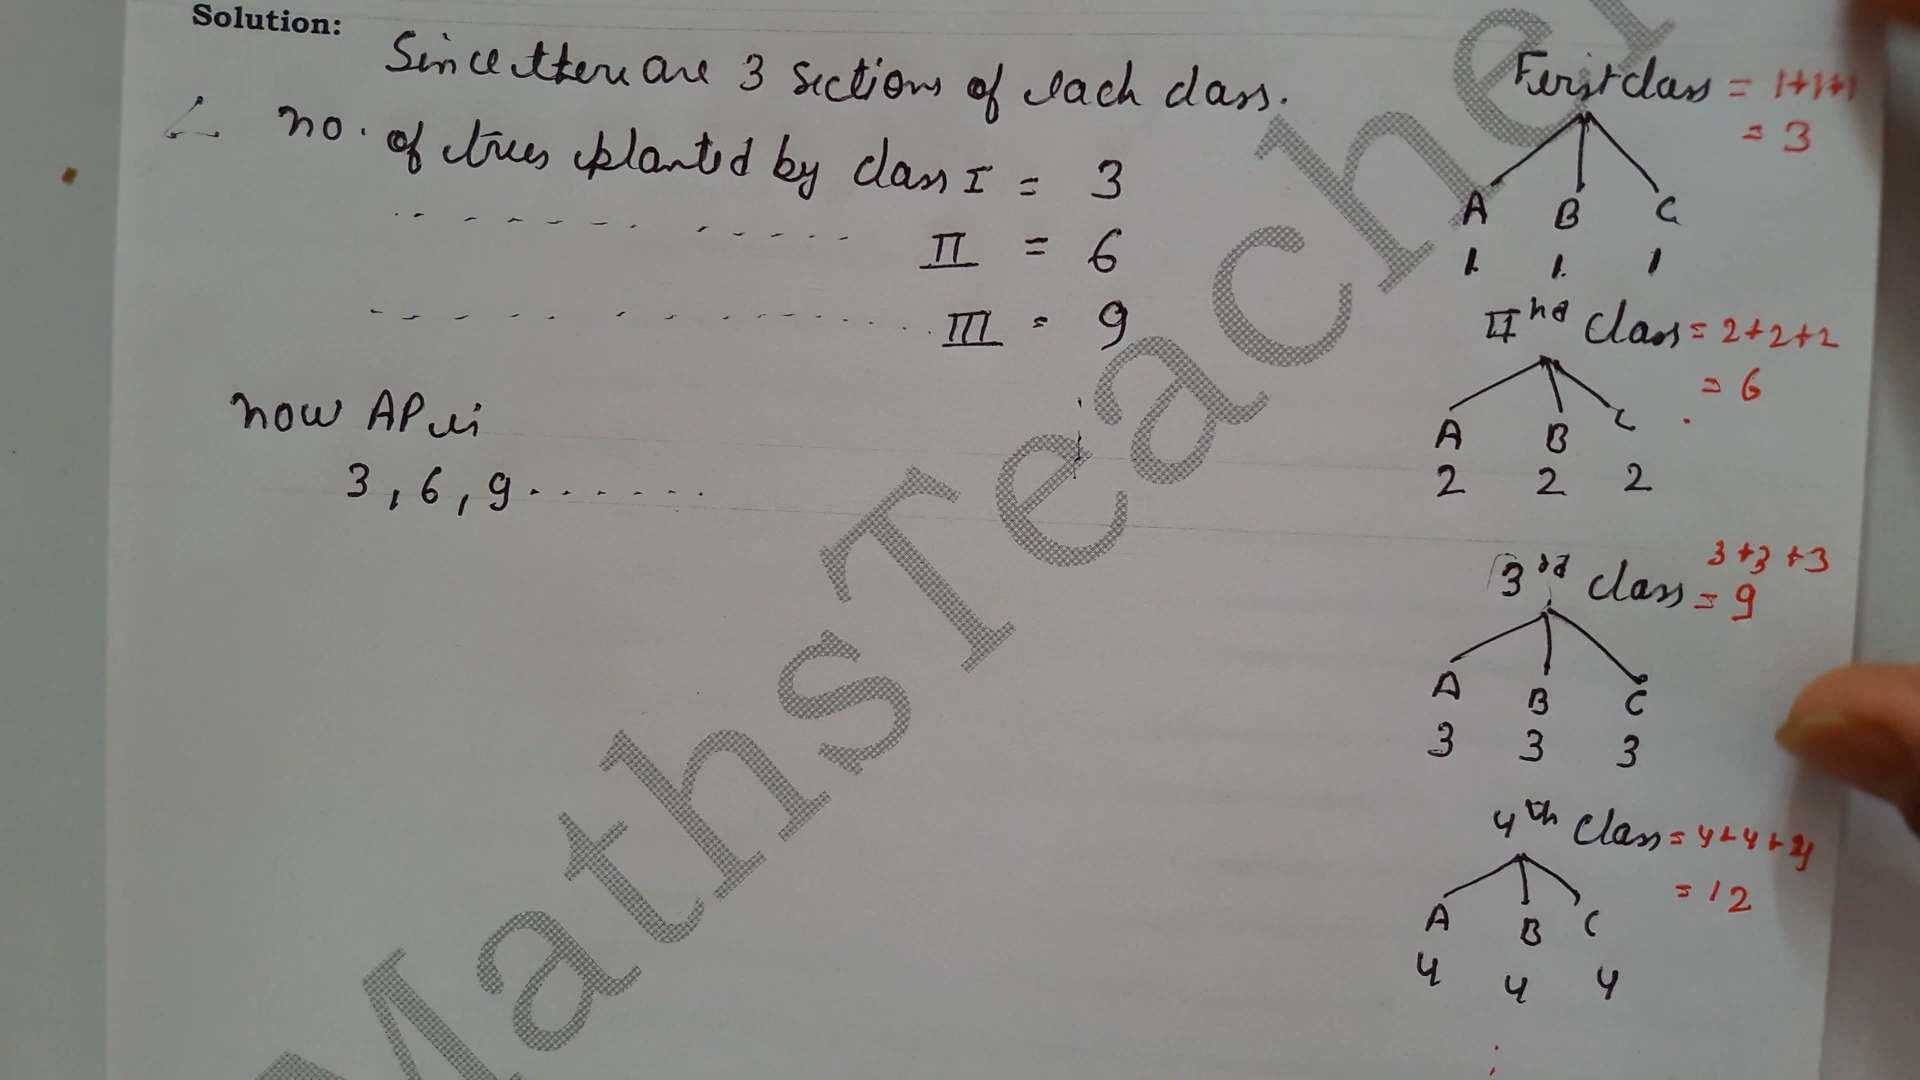 Solution:
Since there are 3 sections of each class.
∴ no. of trees planted by class I = 3
II = 6
III = 9
now AP is
3, 6, 9.......
First class = 1+1+1
= 3
A B C
1 1 1
IInd class = 2+2+2
= 6
A B C
2 2 2
3rd class = 3+3+3
= 9
A B C
3 3 3
4th class = 4+4+4
= 12
A B C
4 4 4
MathsTeacher